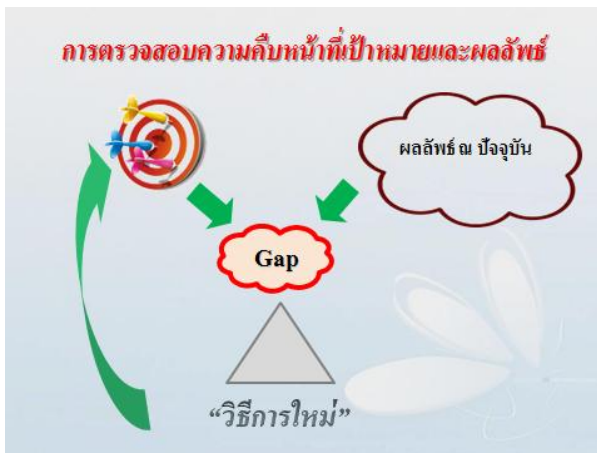 การตรวจสอบความคืบหน้าที่เป้าหมายและผลลัพธ์
ผลลัพธ์ ณ ปัจจุบัน
Gap
“วิธีการใหม่”